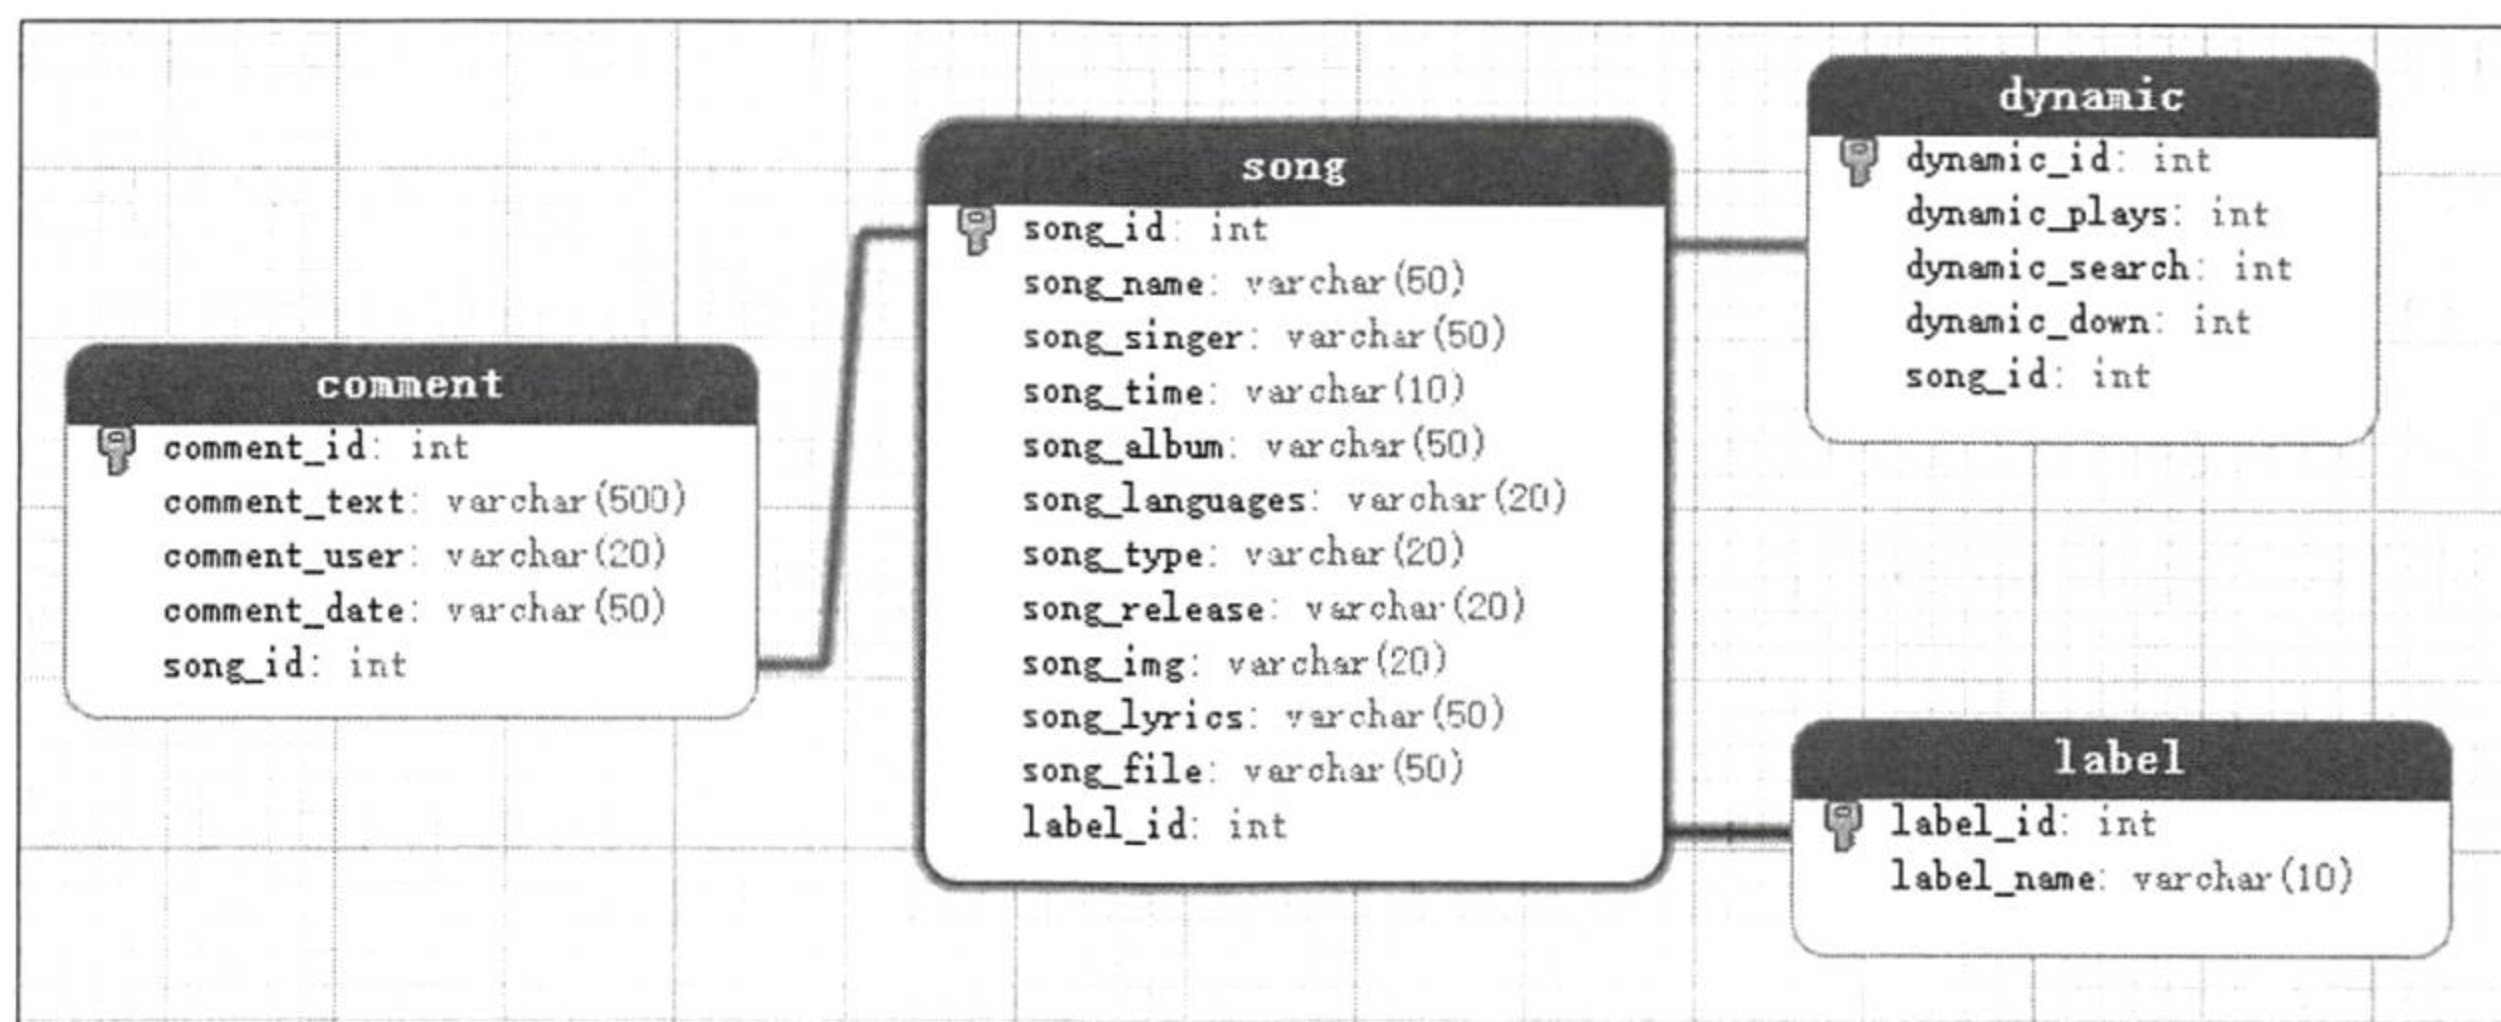 comment
comment_id: int
comment_text: varchar(500)
comment_user: varchar(20)
comment_date: varchar(50)
song_id: int
song
song_id: int
song_name: varchar(50)
song_singer: varchar(50)
song_time: varchar(10)
song_album: varchar(50)
song_languages: varchar(20)
song_type: varchar(20)
song_release: varchar(20)
song_img: varchar(20)
song_lyrics: varchar(50)
song_file: varchar(50)
label_id: int
dynamic
dynamic_id: int
dynamic_plays: int
dynamic_search: int
dynamic_down: int
song_id: int
label
label_id: int
label_name: varchar(10)